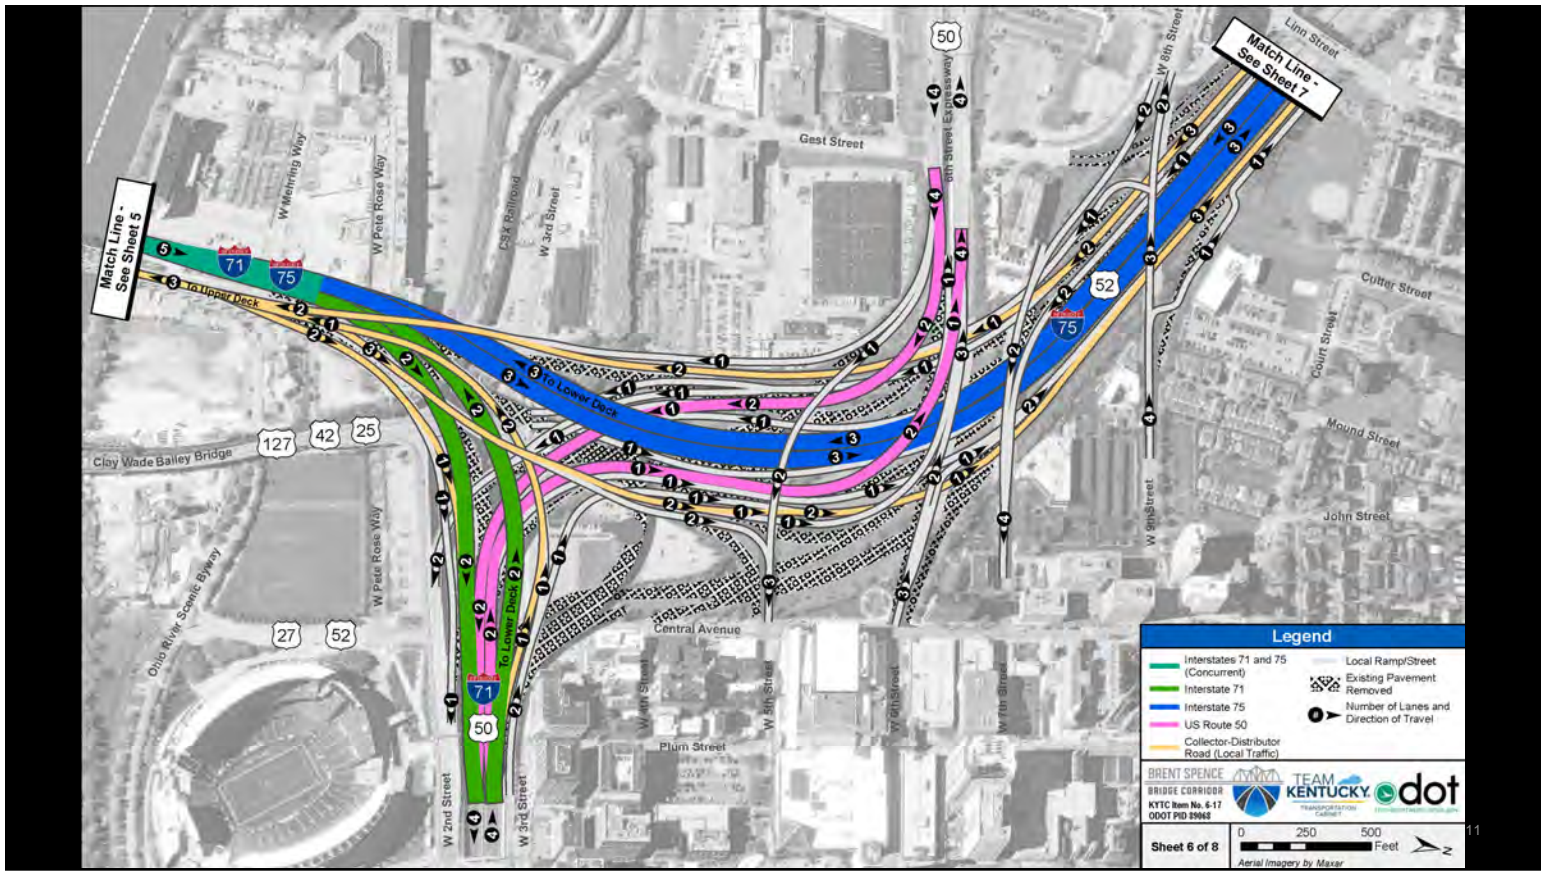 50
6th Street Expressway
W 8th Street
Linn Street
Match Line -
See Sheet 7
Gest Street
W Mehring Way
W Pete Rose Way
CSX Railroad
W 3rd Street
Match Line -
See Sheet 5
5
71
75
3
To Upper Deck
To Lower Deck
52
75
Cutter Street
Court Street
Mound Street
John Street
W 9th Street
127
42
25
Clay Wade Bailey Bridge
W Pete Rose Way
Ohio River Scenic Byway
27
52
To Lower Deck
71
50
Central Avenue
W 4th Street
W 5th Street
W 6th Street
W 7th Street
Plum Street
W 2nd Street
W 3rd Street
4
4
Legend
Interstates 71 and 75
(Concurrent)
Interstate 71
Interstate 75
US Route 50
Collector-Distributor
Road (Local Traffic)
Local Ramp/Street
Existing Pavement
Removed
Number of Lanes and
Direction of Travel
BRENT SPENCE
BRIDGE CORRIDOR
KYTC Item No. 6-17
ODOT PID 89068
TEAM
KENTUCKY
TRANSPORTATION
CABINET
odot
Sheet 6 of 8
0 250 500
Feet
Z
Aerial Imagery by Maxar
11